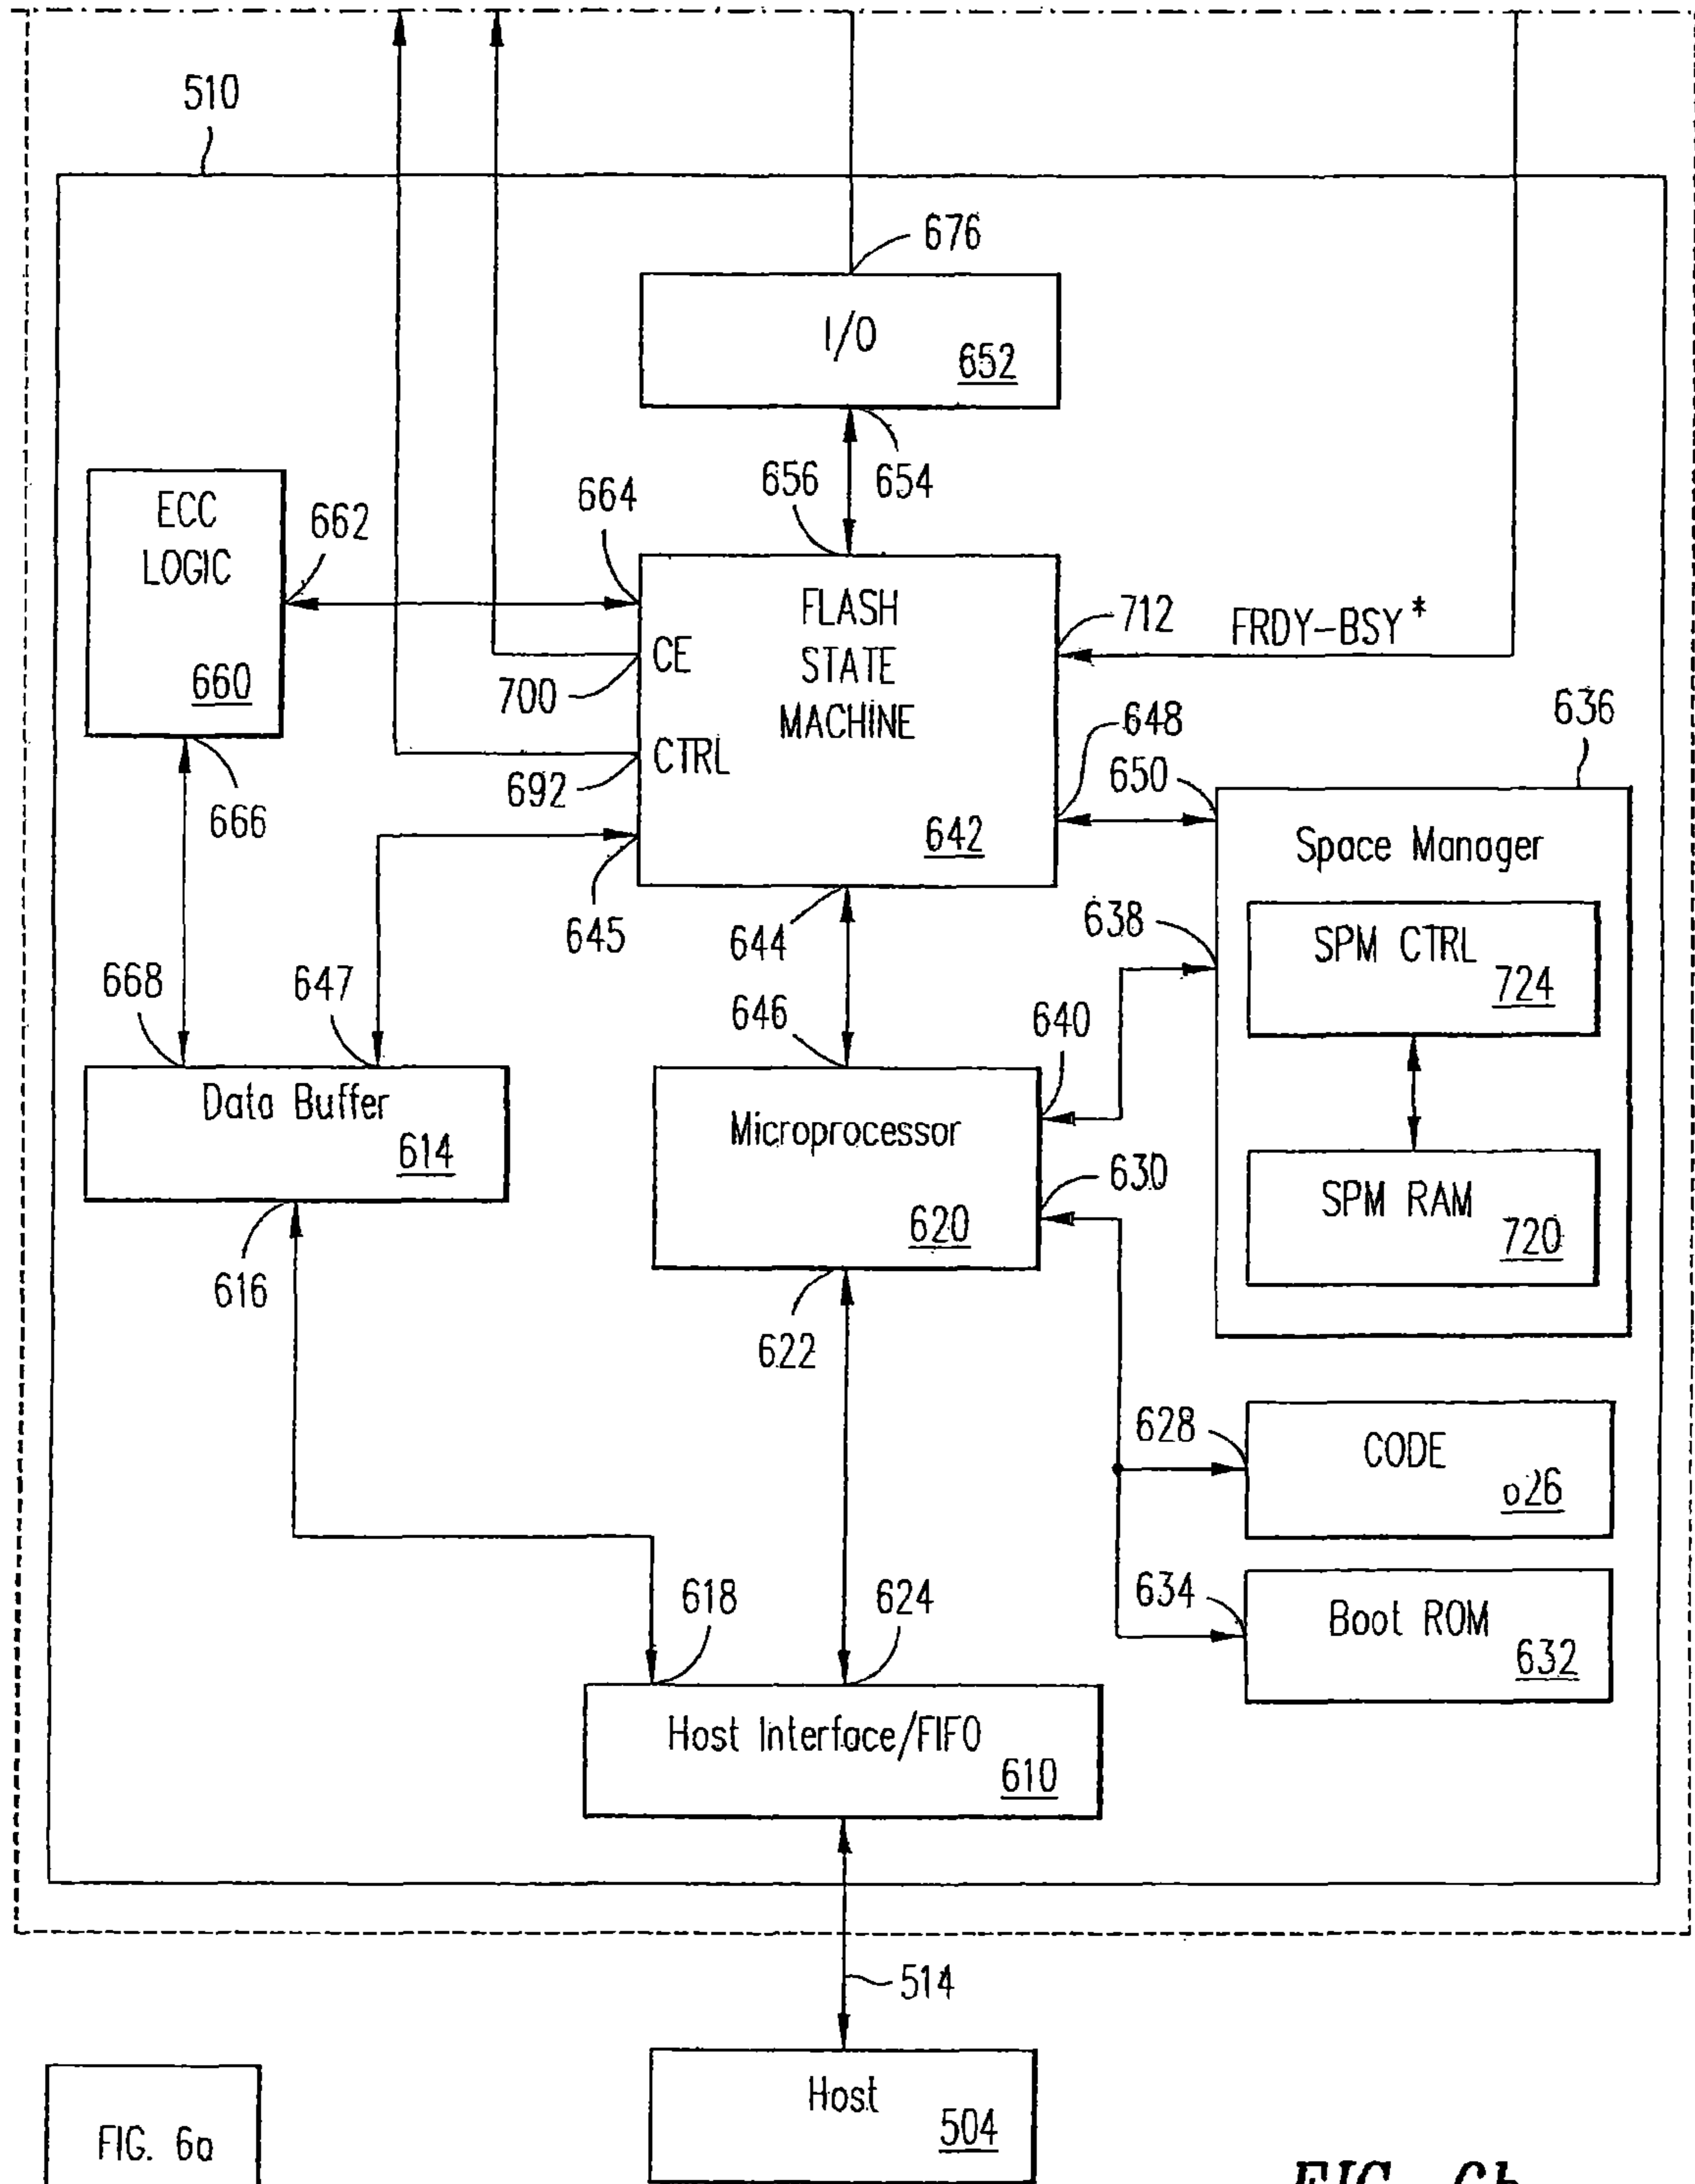 510
676
I/O
652
656
654
664
ECC
LOGIC
662
660
FLASH
STATE
MACHINE
CE
700
CTRL
692
642
712
FRDY-BSY*
648
650
636
666
645
644
638
Space Manager
SPM CTRL
724
668
647
646
640
Data Buffer
614
Microprocessor
620
630
SPM RAM
720
616
622
628
CODE
o26
634
Boot ROM
632
618
624
Host Interface/FIFO
610
514
Host
504
FIG. 6a
FIG. 6b